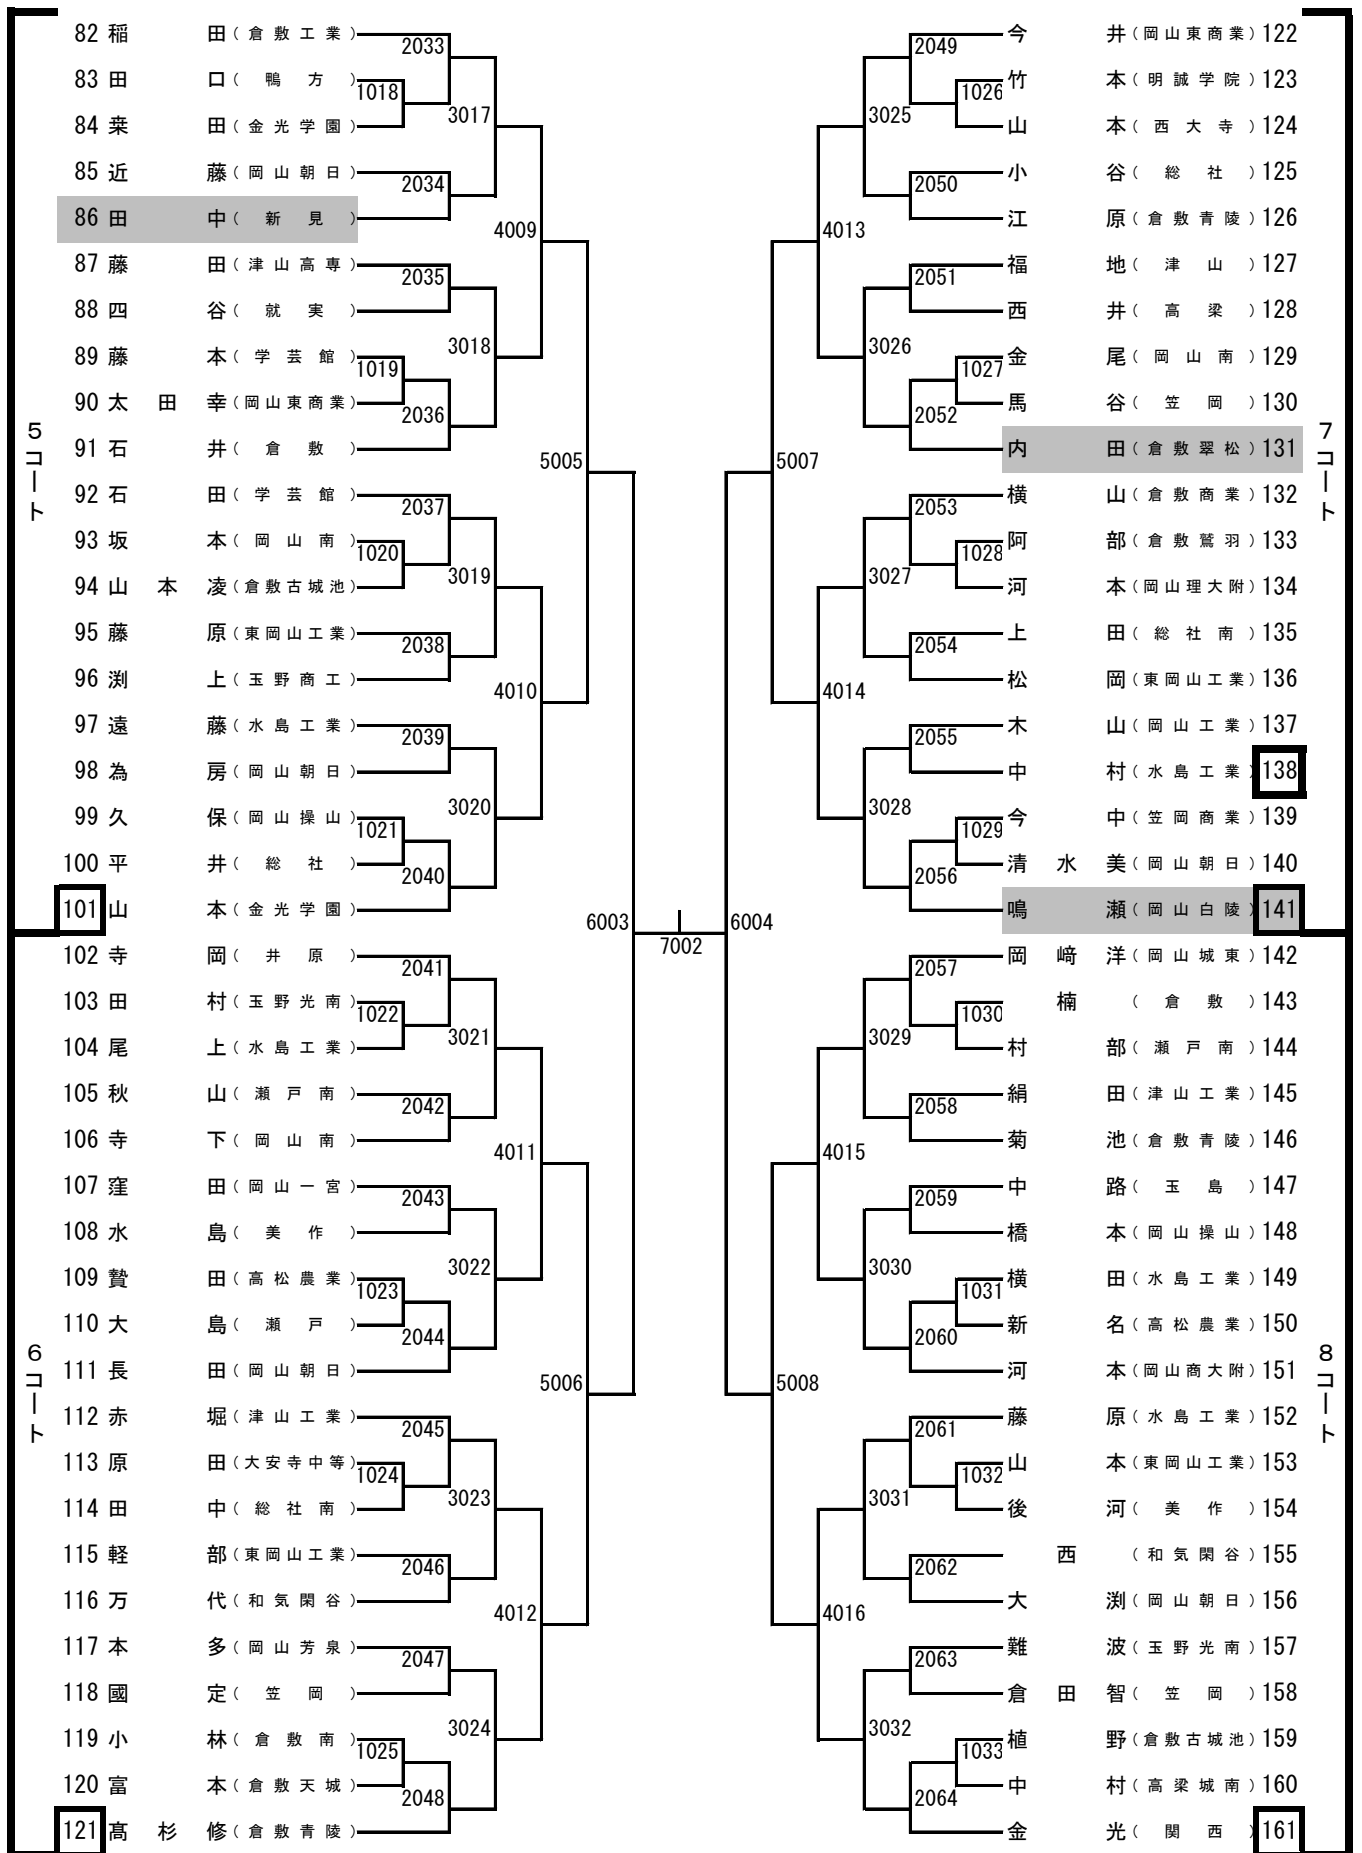 5コート
82 稲田(倉敷工業)
83 田口(鴨方)
84 桒田(金光学園)
85 近藤(岡山朝日)
86 田中(新見)
87 藤田(津山高専)
88 四谷(就実)
89 藤本(学芸館)
90 太田幸(岡山東商業)
91 石井(倉敷)
92 石田(学芸館)
93 坂本(岡山南)
94 山本凌(倉敷古城池)
95 藤原(東岡山工業)
96 渕上(玉野商工)
97 遠藤(水島工業)
98 為房(岡山朝日)
99 久保(岡山操山)
100 平井(総社)
101 山本(金光学園)
6コート
102 寺岡(井原)
103 田村(玉野光南)
104 尾上(水島工業)
105 秋山(瀬戸南)
106 寺下(岡山南)
107 窪田(岡山一宮)
108 水島(美作)
109 贄田(高松農業)
110 大島(瀬戸)
111 長田(岡山朝日)
112 赤堀(津山工業)
113 原田(大安寺中等)
114 田中(総社南)
115 軽部(東岡山工業)
116 万代(和気閑谷)
117 本多(岡山芳泉)
118 國定(笠岡)
119 小林(倉敷南)
120 富本(倉敷天城)
121 髙杉修(倉敷青陵)
1018
1019
1020
1021
1022
1023
1024
1025
2033
2034
2035
2036
2037
2038
2039
2040
2041
2042
2043
2044
2045
2046
2047
2048
3017
3018
3019
3020
3021
3022
3023
3024
4009
4010
4011
4012
5005
5006
6003
7002
6004
5007
5008
4013
4014
4015
4016
3025
3026
3027
3028
3029
3030
3031
3032
2049
2050
2051
2052
2053
2054
2055
2056
2057
2058
2059
2060
2061
2062
2063
2064
1026
1027
1028
1029
1030
1031
1032
1033
7コート
今井(岡山東商業)122
竹本(明誠学院)123
山本(西大寺)124
小谷(総社)125
江原(倉敷青陵)126
福地(津山)127
西井(高梁)128
金尾(岡山南)129
馬谷(笠岡)130
内田(倉敷翠松)131
横山(倉敷商業)132
阿部(倉敷鷲羽)133
河本(岡山理大附)134
上田(総社南)135
松岡(東岡山工業)136
木山(岡山工業)137
中村(水島工業)138
今中(笠岡商業)139
清水美(岡山朝日)140
鳴瀬(岡山白陵)141
8コート
岡﨑洋(岡山城東)142
楠(倉敷)143
村部(瀬戸南)144
絹田(津山工業)145
菊池(倉敷青陵)146
中路(玉島)147
橋本(岡山操山)148
横田(水島工業)149
新名(高松農業)150
河本(岡山商大附)151
藤原(水島工業)152
山本(東岡山工業)153
後河(美作)154
西(和気閑谷)155
大渕(岡山朝日)156
難波(玉野光南)157
倉田智(笠岡)158
植野(倉敷古城池)159
中村(高梁城南)160
金光(関西)161